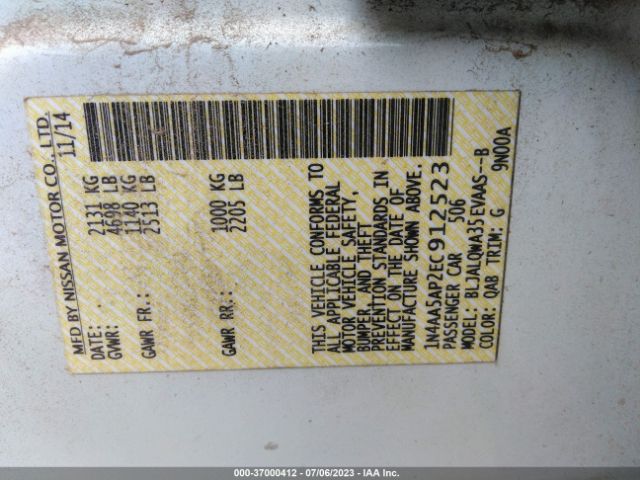 MFD BY NISSAN MOTOR CO., LTD.
DATE: 11/14
GVWR: 2131 KG
4698 LB
GAWR FR.: 1140 KG
2513 LB
GAWR RR.: 1000 KG
2205 LB
THIS VEHICLE CONFORMS TO
ALL APPLICABLE FEDERAL
MOTOR VEHICLE SAFETY,
BUMPER AND THEFT
PREVENTION STANDARDS IN
EFFECT ON THE DATE OF
MANUFACTURE SHOWN ABOVE.
1N4AA5AP2EC912523
PASSENGER CAR 506
MODEL: BLJALQWA35EVAAS--B
COLOR: QAB TRIM: G 9N00A
000-37000412 - 07/06/2023 - IAA Inc.